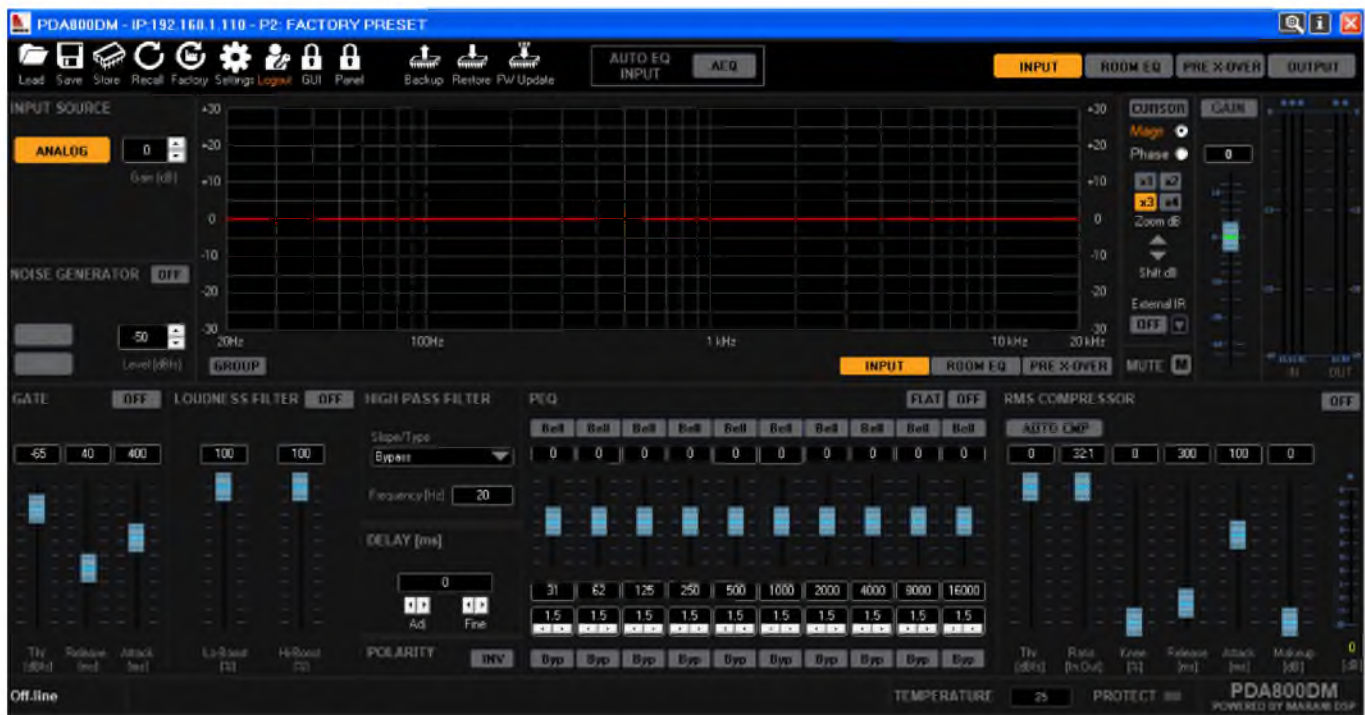 PDA800DM - IP:192.160.1.110 - P2: FACTORY PRESET
Load Save Store Recall Factory Settings Logout GUI Panel Backup Restore FW Update
AUTO EQ INPUT AEQ
INPUT ROOM EQ PRE X-OVER OUTPUT
INPUT SOURCE
ANALOG 0
Gain (dB)
NOISE GENERATOR OFF
-50
Level (dBfs)
+30 +30
+20 +20
+10 +10
0 0
-10 -10
-20 -20
-30 -30
20Hz 100Hz 1 kHz 10 kHz 20 kHz
GROUP INPUT ROOM EQ PRE X-OVER
CURSOR
Magn
Phase
x1 x2
x3 x4
Zoom dB
Shift dB
External IR
OFF
MUTE M
GAIN
0
IN OUT
GATE OFF
-65 40 400
Thr [dBfs] Release [ms] Attack [ms]
LOUDNESS FILTER OFF
100 100
Lo-Boost [%] Hi-Boost [%]
HIGH PASS FILTER
Slope/Type
Bypass
Frequency [Hz] 20
DELAY [ms]
0
Adj Fine
POLARITY INV
PEQ FLAT OFF
Bell Bell Bell Bell Bell Bell Bell Bell Bell Bell
0 0 0 0 0 0 0 0 0 0
31 62 125 250 500 1000 2000 4000 8000 16000
1.5 1.5 1.5 1.5 1.5 1.5 1.5 1.5 1.5 1.5
Byp Byp Byp Byp Byp Byp Byp Byp Byp Byp
RMS COMPRESSOR OFF
AUTO CMP
0 32:1 0 300 100 0
Thr [dBfs] Ratio [In:Out] Knee [%] Release [ms] Attack [ms] Makeup [dB] 0 [dB]
Off-line
TEMPERATURE 25 PROTECT
PDA800DM
POWERED BY MARANI DSP